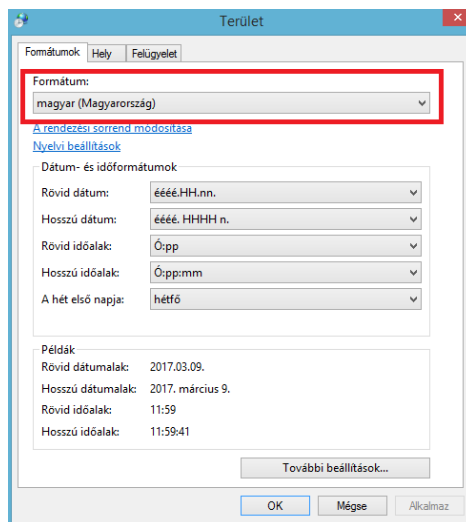 Terület
Formátumok Hely Felügyelet
Formátum:
magyar (Magyarország)
A rendezési sorrend módosítása
Nyelvi beállítások
Dátum- és időformátumok
Rövid dátum: éééé.HH.nn.
Hosszú dátum: éééé. HHHH n.
Rövid időalak: Ó:pp
Hosszú időalak: Ó:pp:mm
A hét első napja: hétfő
Példák
Rövid dátumalak: 2017.03.09.
Hosszú dátumalak: 2017. március 9.
Rövid időalak: 11:59
Hosszú időalak: 11:59:41
További beállítások...
OK Mégse Alkalmaz